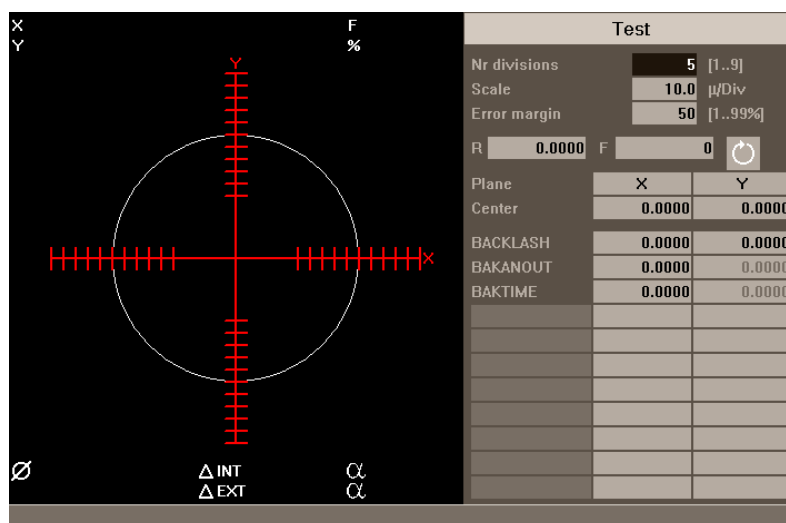 X F
Y %
Y
X
Ø
Δ INT α
Δ EXT α
Test
Nr divisions 5 [1..9]
Scale 10.0 µ/Div
Error margin 50 [1..99%]
R 0.0000 F 0
Plane X Y
Center 0.0000 0.0000
BACKLASH 0.0000 0.0000
BAKANOUT 0.0000 0.0000
BAKTIME 0.0000 0.0000